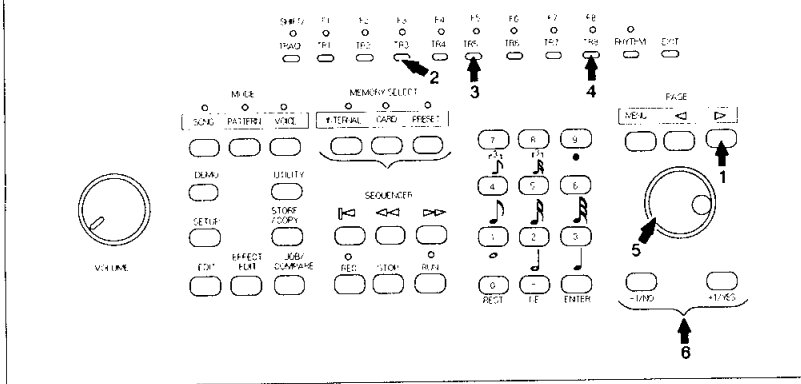 SHIFT/ F1 F2 F3 F4 F5 F6 F7 F8
TRACK TR1 TR2 TR3 TR4 TR5 TR6 TR7 TR8 RHYTHM EXIT
2 3 4
MODE MEMORY SELECT PAGE
SONG PATTERN VOICE INTERNAL CARD PRESET MENU
7 8 9
1
DEMO UTILITY
4 5 6
SEQUENCER
SETUP STORE /COPY
1 2 3
5
VOLUME
EDIT EFFECT EDIT JOB/ COMPARE REC STOP RUN
0 -
-1/NO +1/YES
REST TIE ENTER
6